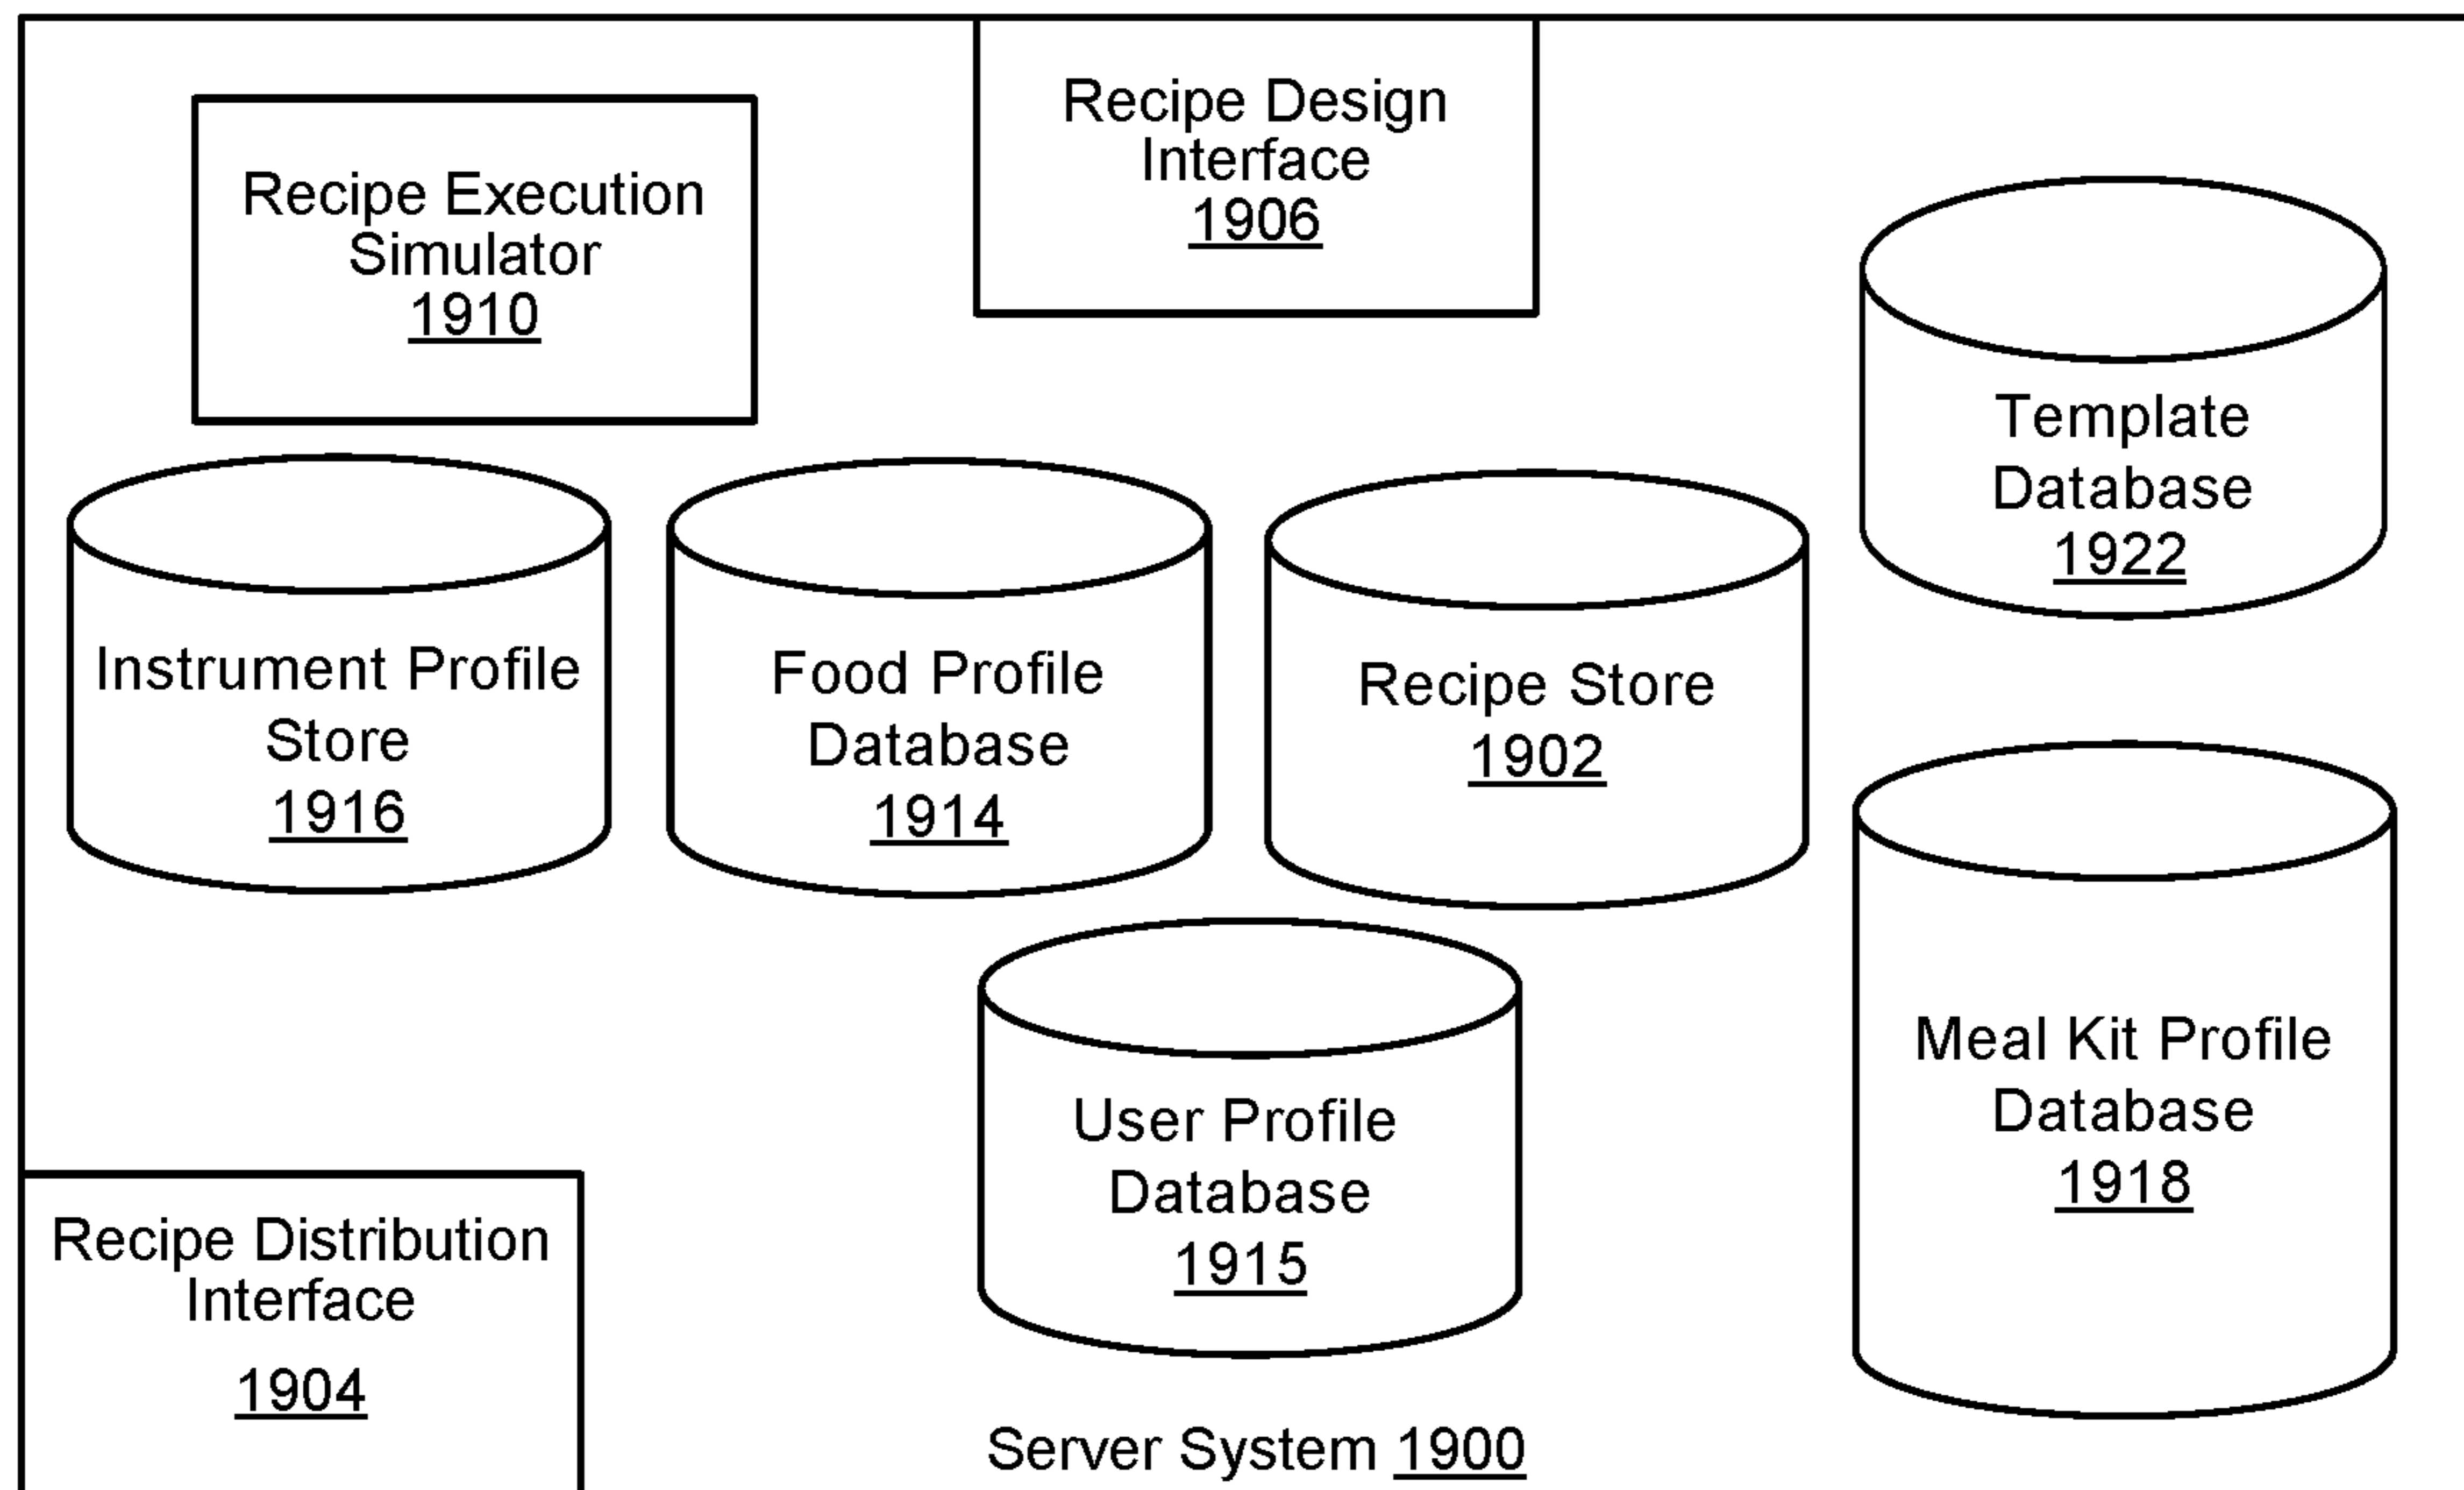 Recipe Design
Interface
1906
Recipe Execution
Simulator
1910
Template
Database
1922
Instrument Profile
Store
1916
Food Profile
Database
1914
Recipe Store
1902
User Profile
Database
1915
Meal Kit Profile
Database
1918
Recipe Distribution
Interface
1904
Server System 1900